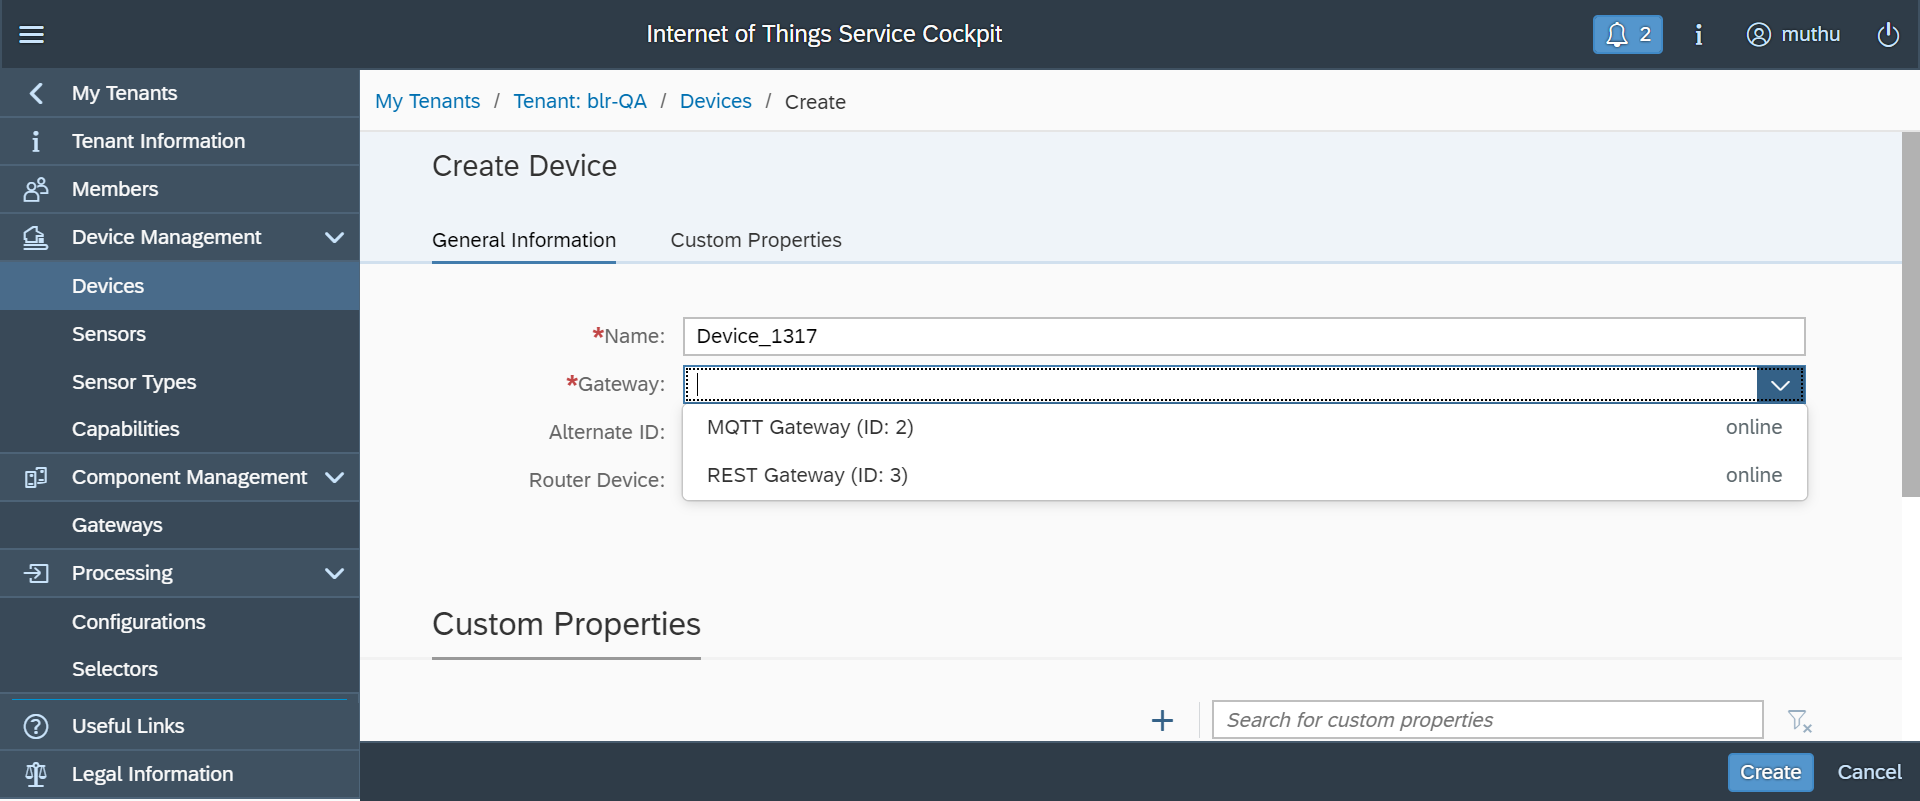 Internet of Things Service Cockpit
2
muthu
My Tenants
Tenant Information
Members
Device Management
Devices
Sensors
Sensor Types
Capabilities
Component Management
Gateways
Processing
Configurations
Selectors
Useful Links
Legal Information
My Tenants / Tenant: blr-QA / Devices / Create
Create Device
General Information Custom Properties
*Name: Device_1317
*Gateway:
MQTT Gateway (ID: 2) online
REST Gateway (ID: 3) online
Alternate ID:
Router Device:
Custom Properties
Search for custom properties
Create Cancel